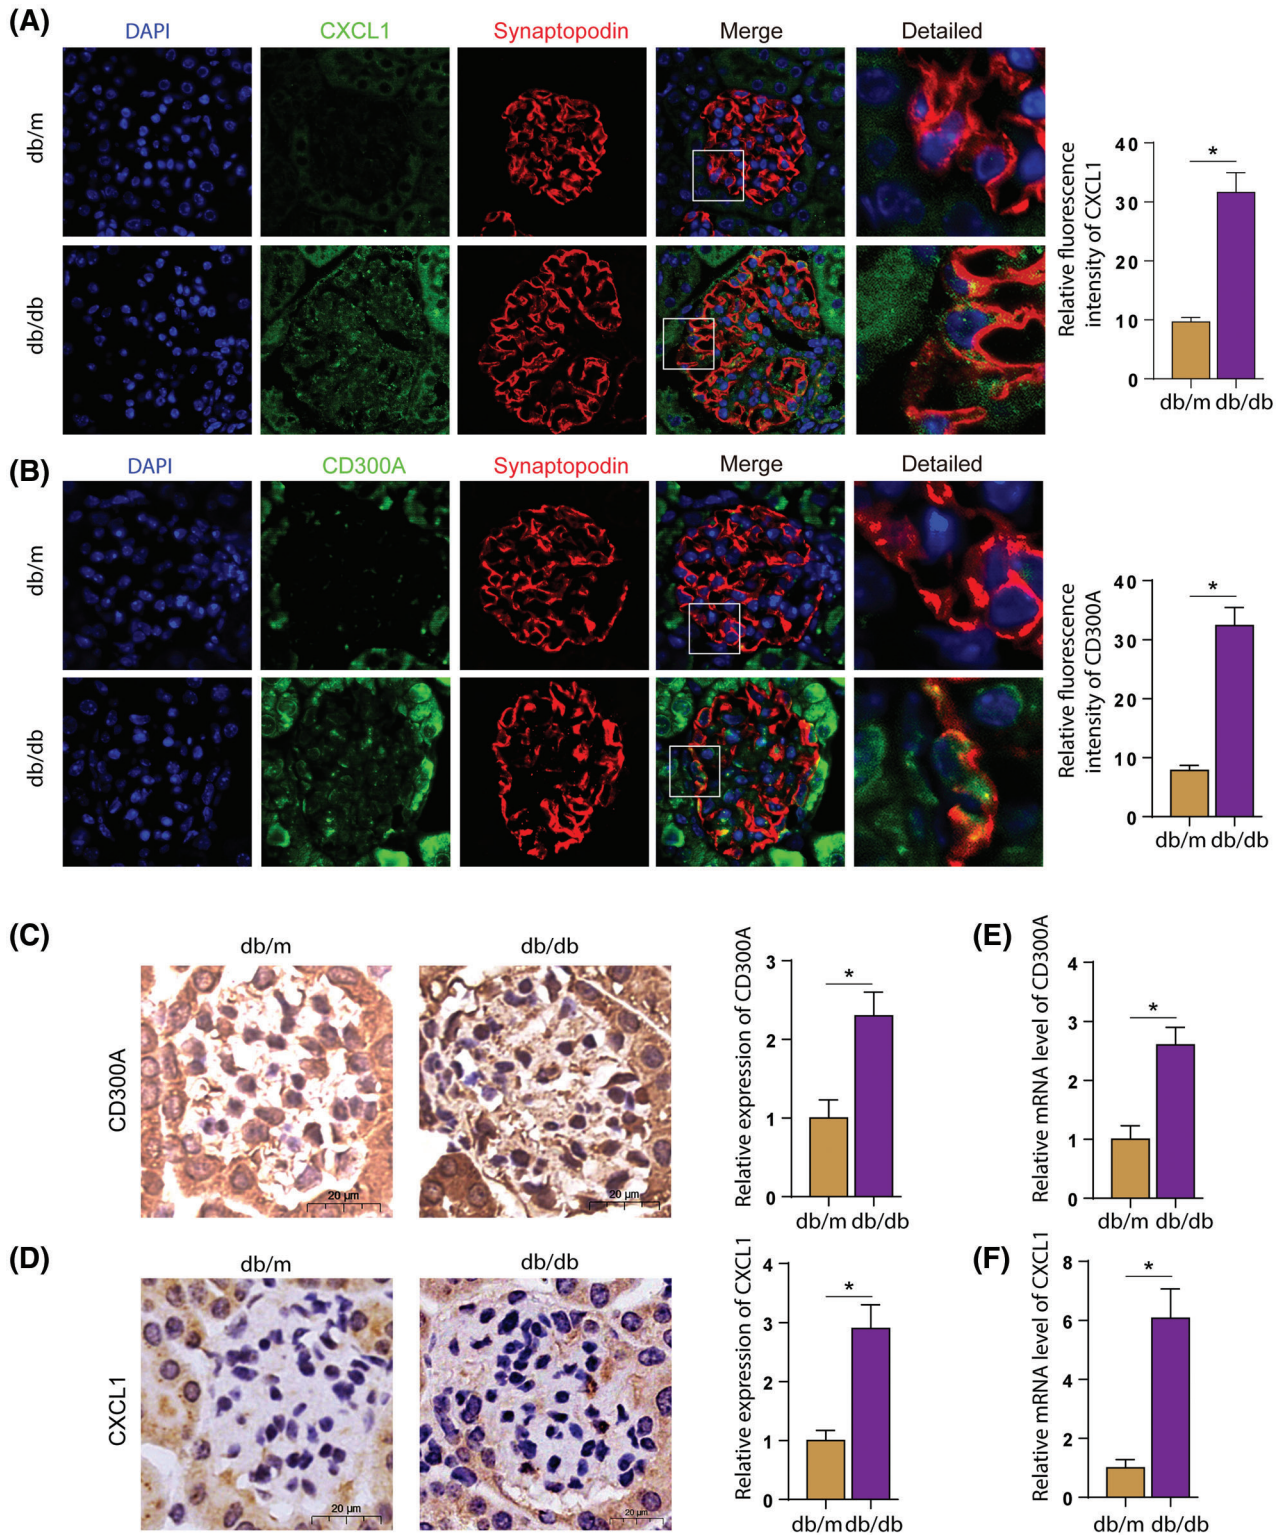 (A)
DAPI CXCL1 Synaptopodin Merge Detailed
db/m
db/db
Relative fluorescence
intensity of CXCL1
40
30
20
10
0
*
db/m db/db
(B)
DAPI CD300A Synaptopodin Merge Detailed
db/m
db/db
Relative fluorescence
intensity of CD300A
40
30
20
10
0
*
db/m db/db
(C)
db/m db/db
CD300A
20 µm
20 µm
Relative expression of CD300A
3
2
1
0
*
db/m db/db
(E)
Relative mRNA level of CD300A
4
3
2
1
0
*
db/m db/db
(D)
db/m db/db
CXCL1
20 µm
20 µm
Relative expression of CXCL1
4
3
2
1
0
*
db/m db/db
(F)
Relative mRNA level of CXCL1
8
6
4
2
0
*
db/m db/db